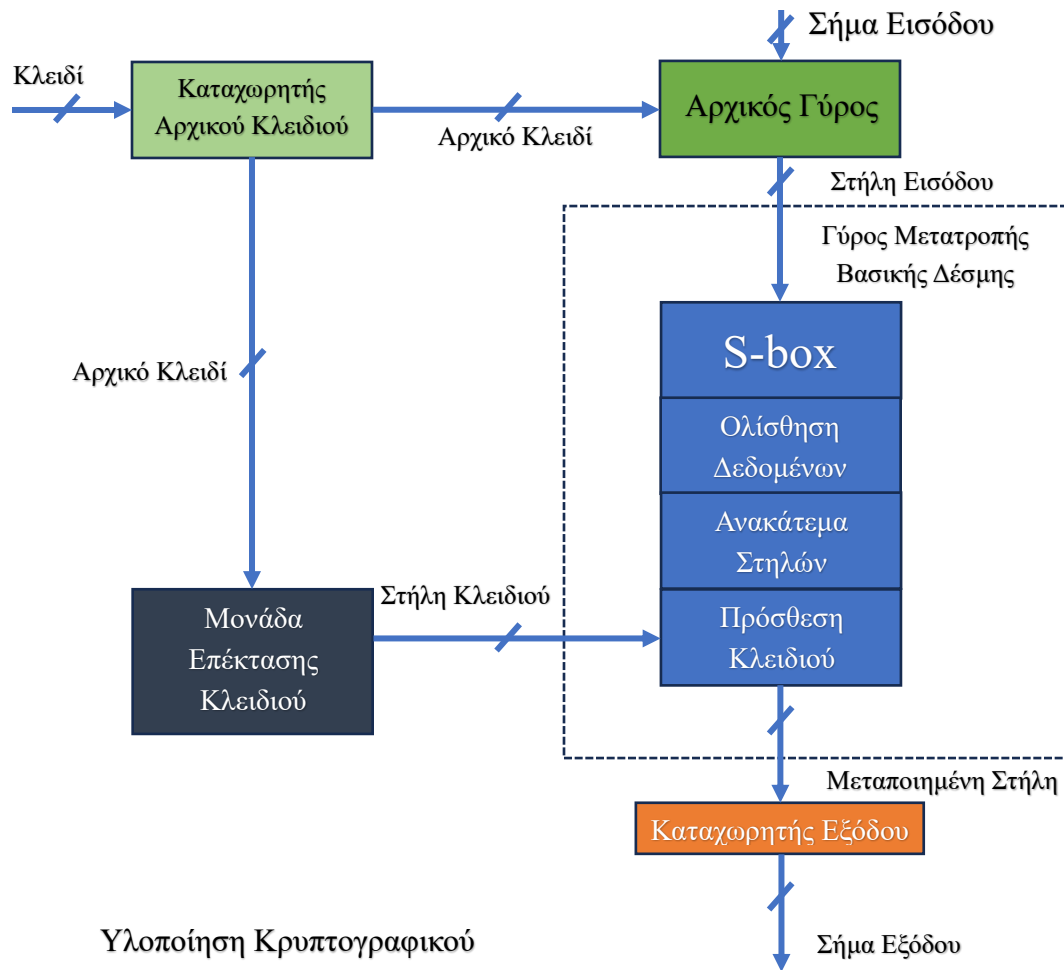 Σήμα Εισόδου
Κλειδί
Καταχωρητής
Αρχικού Κλειδιού
Αρχικό Κλειδί
Αρχικός Γύρος
Στήλη Εισόδου
Γύρος Μετατροπής
Βασικής Δέσμης
S-box
Αρχικό Κλειδί
Ολίσθηση
Δεδομένων
Ανακάτεμα
Στηλών
Στήλη Κλειδιού
Μονάδα
Επέκτασης
Κλειδιού
Πρόσθεση
Κλειδιού
Μεταποιημένη Στήλη
Καταχωρητής Εξόδου
Υλοποίηση Κρυπτογραφικού
Σήμα Εξόδου